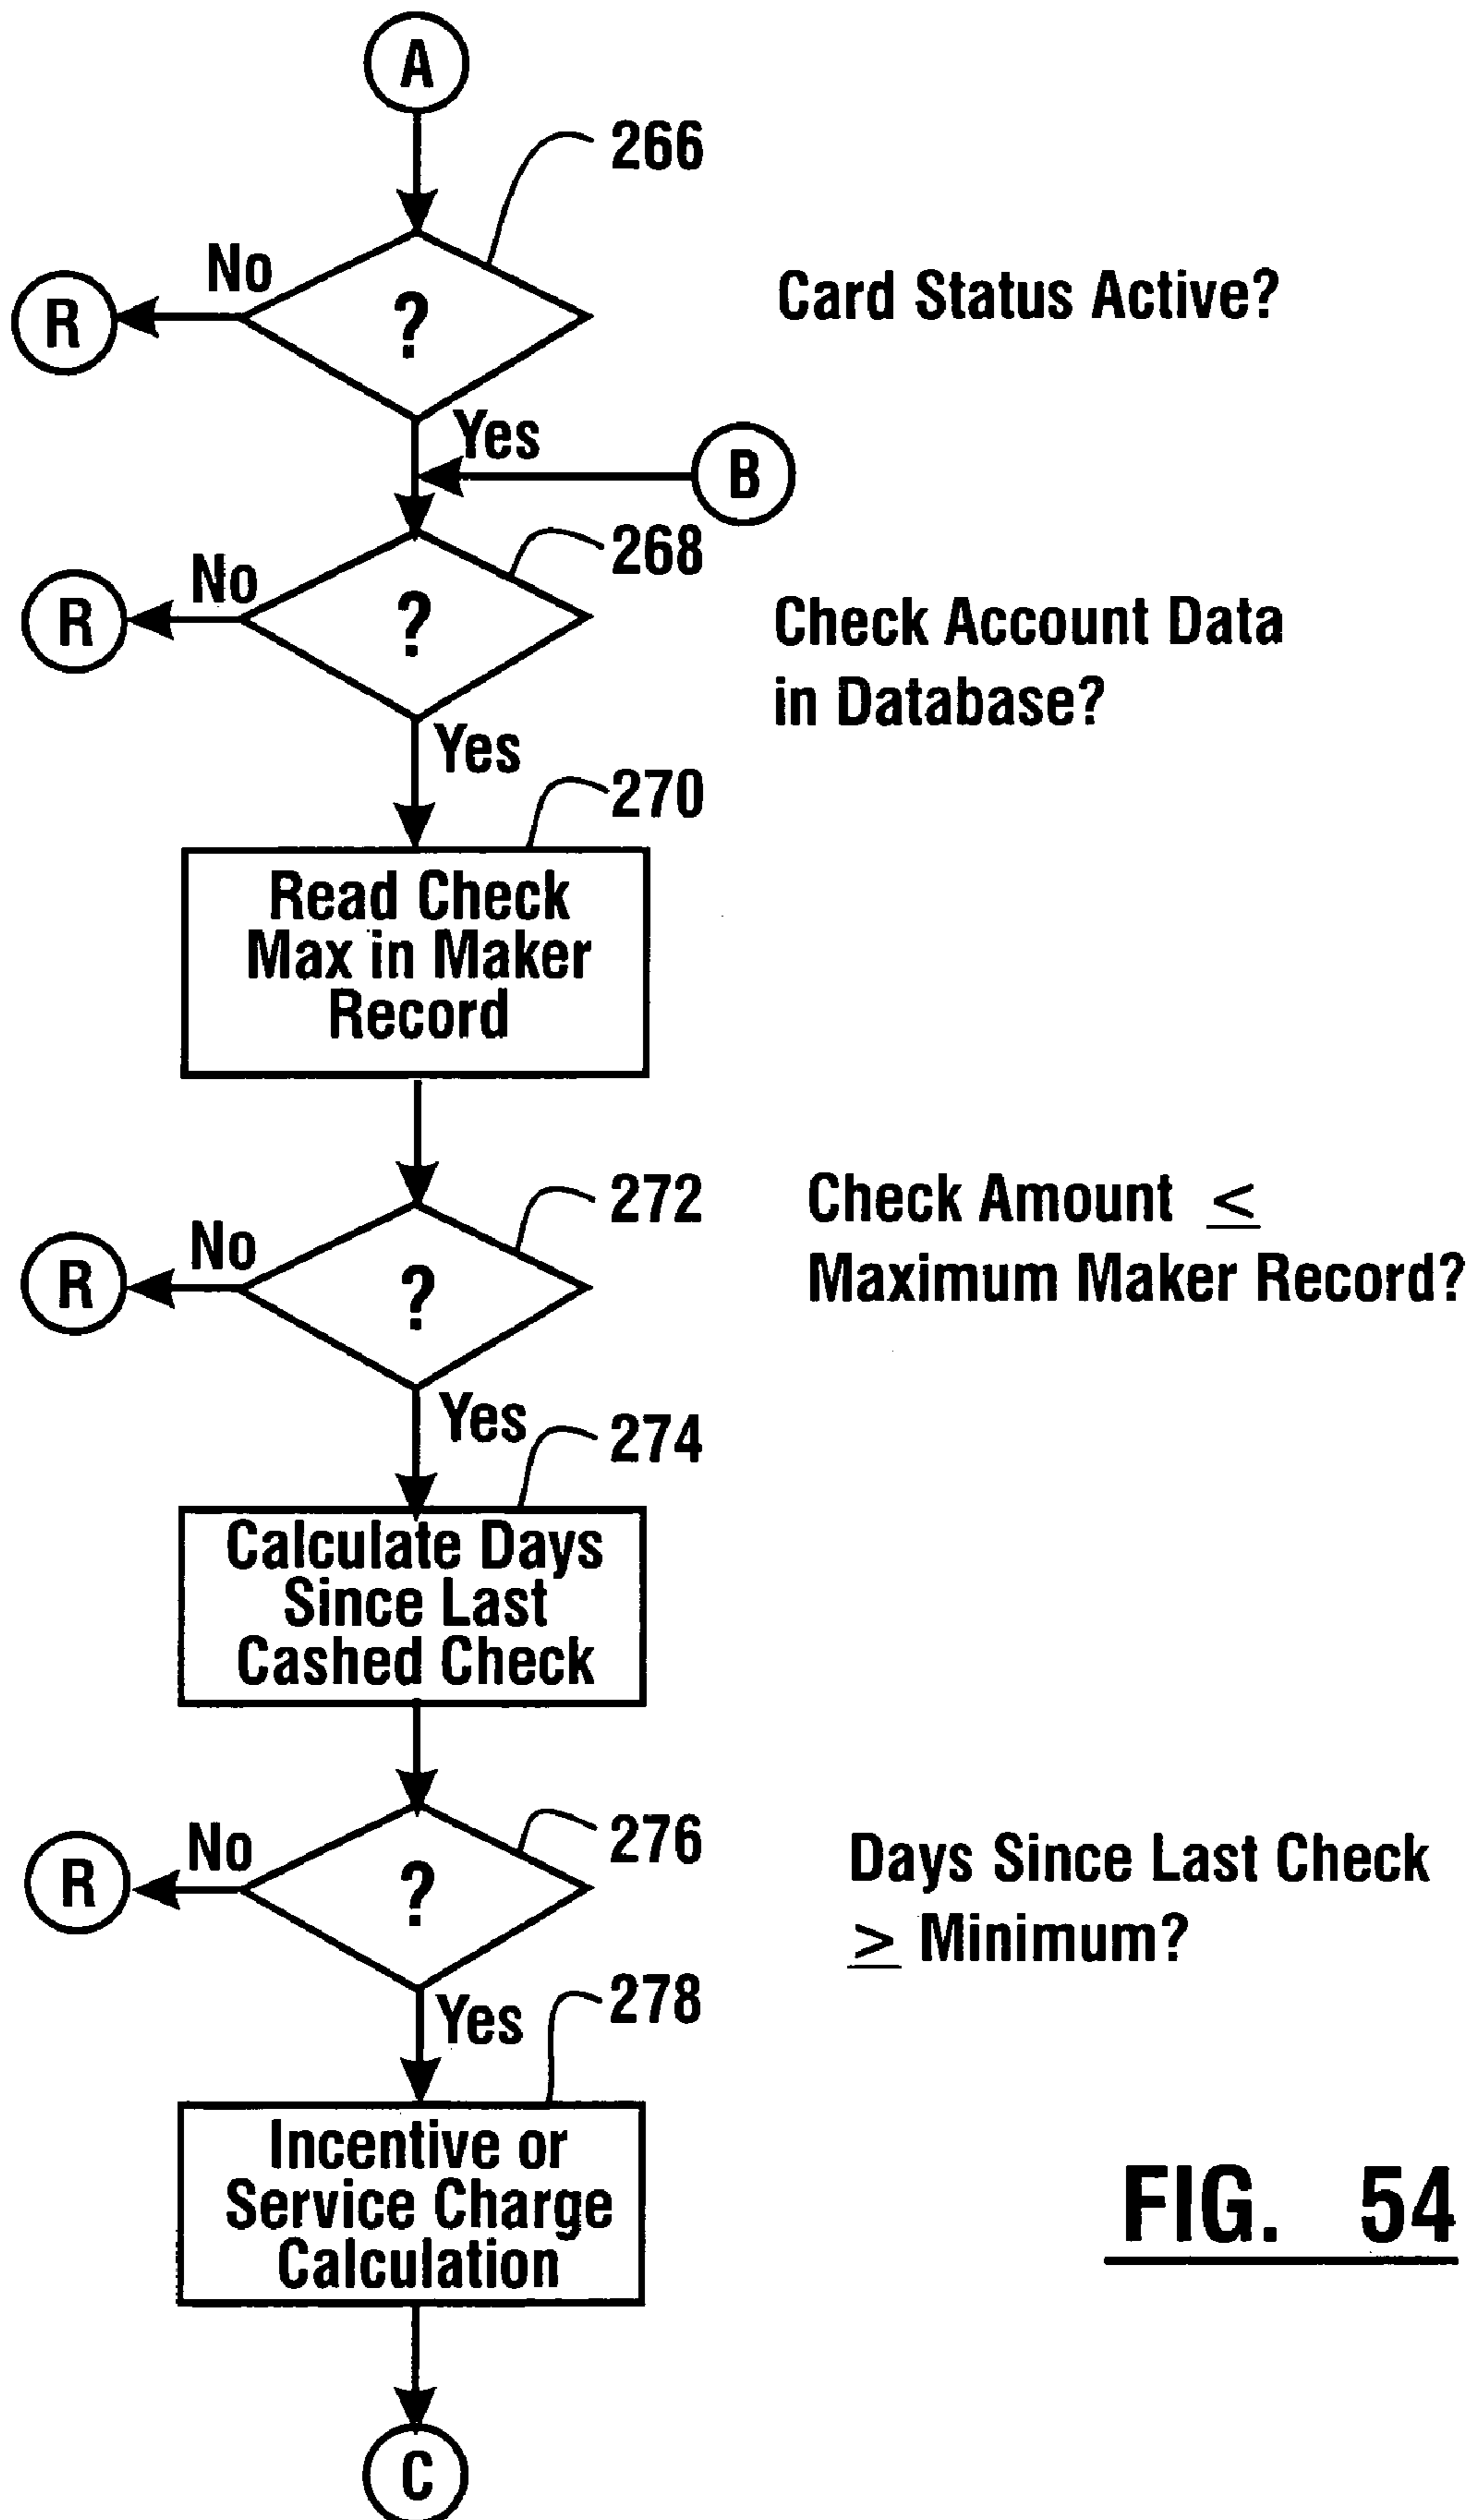 A
266
No
R
?
Card Status Active?
Yes
B
268
No
R
?
Check Account Data
in Database?
Yes
270
Read Check
Max in Maker
Record
272
Check Amount ≤
Maximum Maker Record?
No
R
?
Yes
274
Calculate Days
Since Last
Cashed Check
276
No
R
?
Days Since Last Check
≥ Minimum?
Yes
278
Incentive or
Service Charge
Calculation
FIG. 54
C